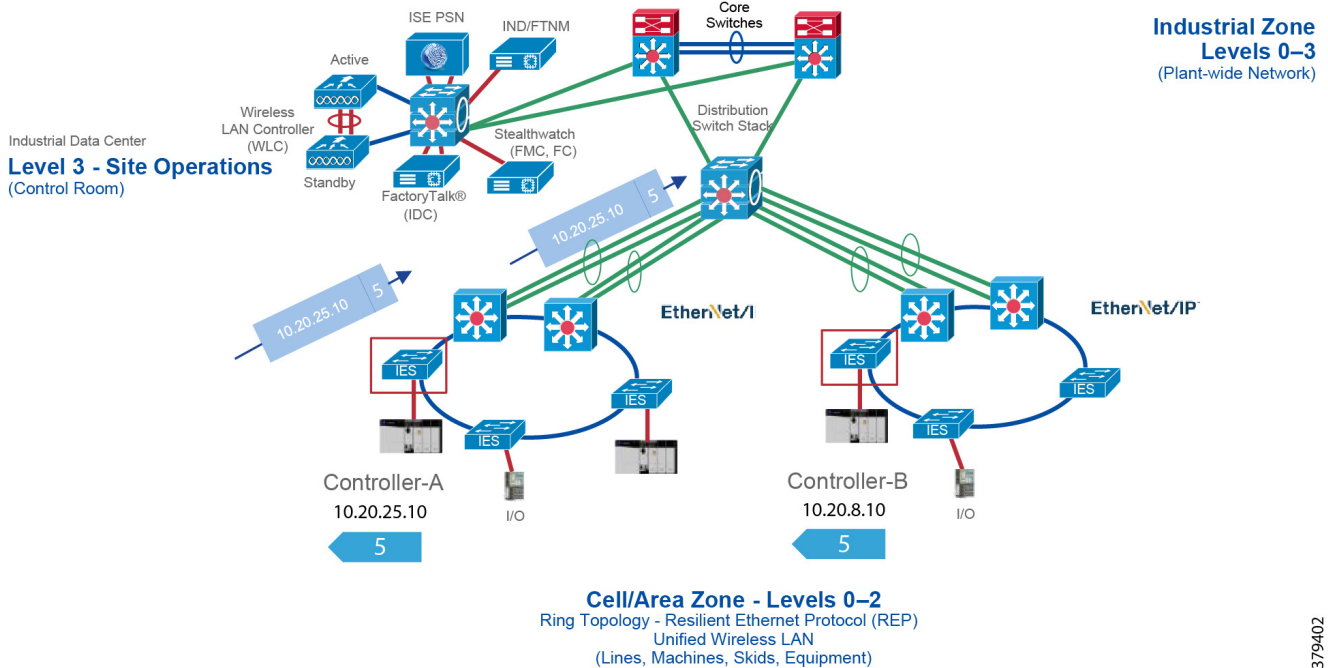 ISE PSN
IND/FTNM
Core
Switches
Industrial Zone
Levels 0–3
(Plant-wide Network)
Active
Wireless
LAN Controller
(WLC)
Distribution
Switch Stack
Industrial Data Center
Level 3 - Site Operations
(Control Room)
Stealthwatch
(FMC, FC)
Standby
FactoryTalk®
(IDC)
10.20.25.10 5
10.20.25.10 5
EtherNet/I
EtherNet/IP™
IES
IES
IES
IES
IES
IES
Controller-A
10.20.25.10
5
I/O
Controller-B
10.20.8.10
5
I/O
Cell/Area Zone - Levels 0–2
Ring Topology - Resilient Ethernet Protocol (REP)
Unified Wireless LAN
(Lines, Machines, Skids, Equipment)
379402